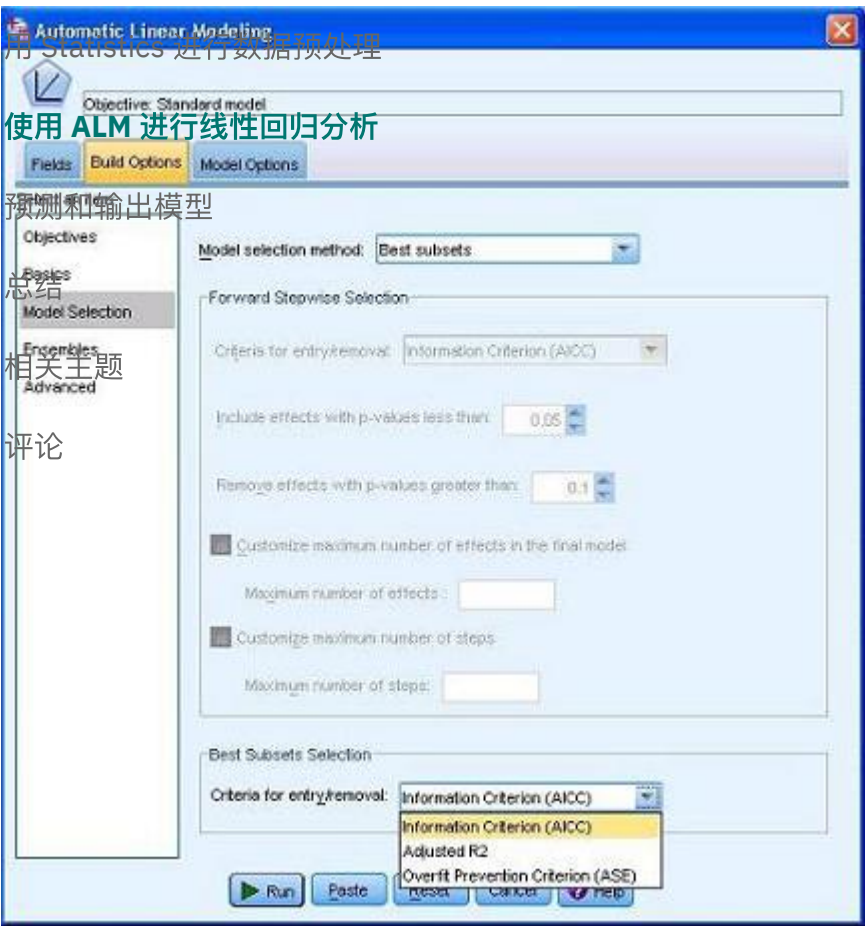 Automatic Linear Modeling
用 Statistics 进行数据预处理
Objective: Standard model
使用 ALM 进行线性回归分析
Fields Build Options Model Options
预测和输出模型
Objectives
Model selection method: Best subsets
Basics
总结
Forward Stepwise Selection
Model Selection
Ensembles
Criteria for entry/removal: Information Criterion (AICC)
相关主题
Advanced
Include effects with p-values less than: 0.05
评论
Remove effects with p-values greater than: 0.1
Customize maximum number of effects in the final model
Maximum number of effects :
Customize maximum number of steps
Maximum number of steps:
Best Subsets Selection
Criteria for entry/removal: Information Criterion (AICC)
Information Criterion (AICC)
Adjusted R2
Overfit Prevention Criterion (ASE)
Run Paste Reset Cancel Help